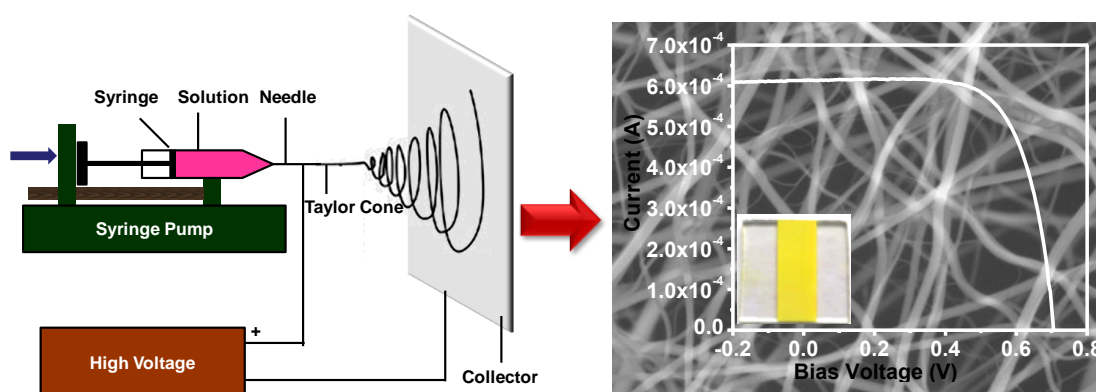 Syringe Solution Needle
Taylor Cone
Syringe Pump
+
High Voltage
Collector
7.0x10-4
6.0x10-4
5.0x10-4
4.0x10-4
3.0x10-4
2.0x10-4
1.0x10-4
0.0
Current (A)
-0.2 0.0 0.2 0.4 0.6 0.8
Bias Voltage (V)